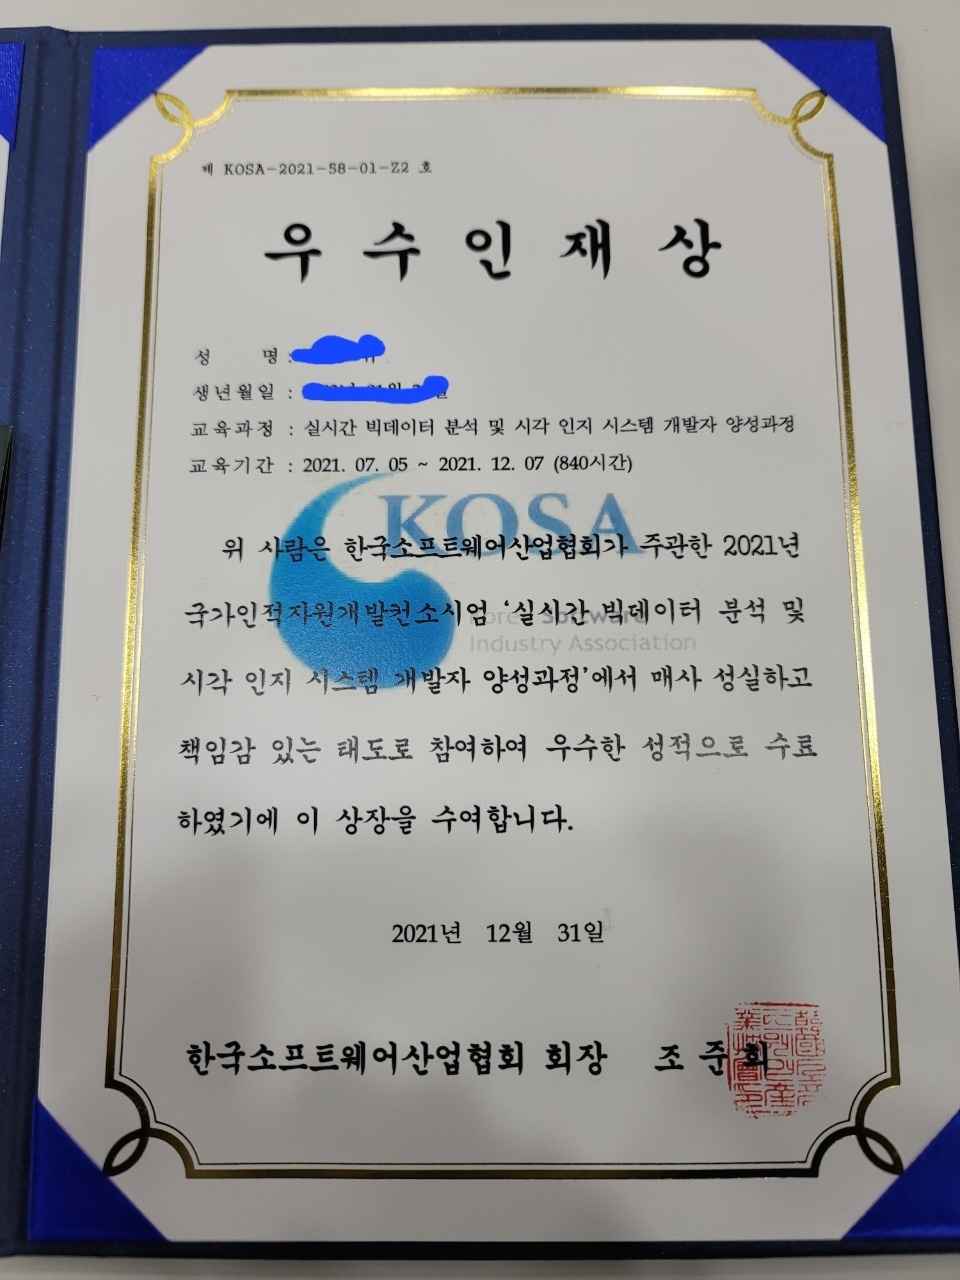 제 KOSA-2021-58-01-Z2 호
우수인재상
성 명 :
생년월일 :
교육과정 : 실시간 빅데이터 분석 및 시각 인지 시스템 개발자 양성과정
교육기간 : 2021. 07. 05 ~ 2021. 12. 07 (840시간)
KOSA
위 사람은 한국소프트웨어산업협회가 주관한 2021년
국가인적자원개발컨소시엄 '실시간 빅데이터 분석 및
Korea Software
Industry Association
시각 인지 시스템 개발자 양성과정'에서 매사 성실하고
책임감 있는 태도로 참여하여 우수한 성적으로 수료
하였기에 이 상장을 수여합니다.
2021년 12월 31일
한국소프트웨어산업협회 회장 조준희